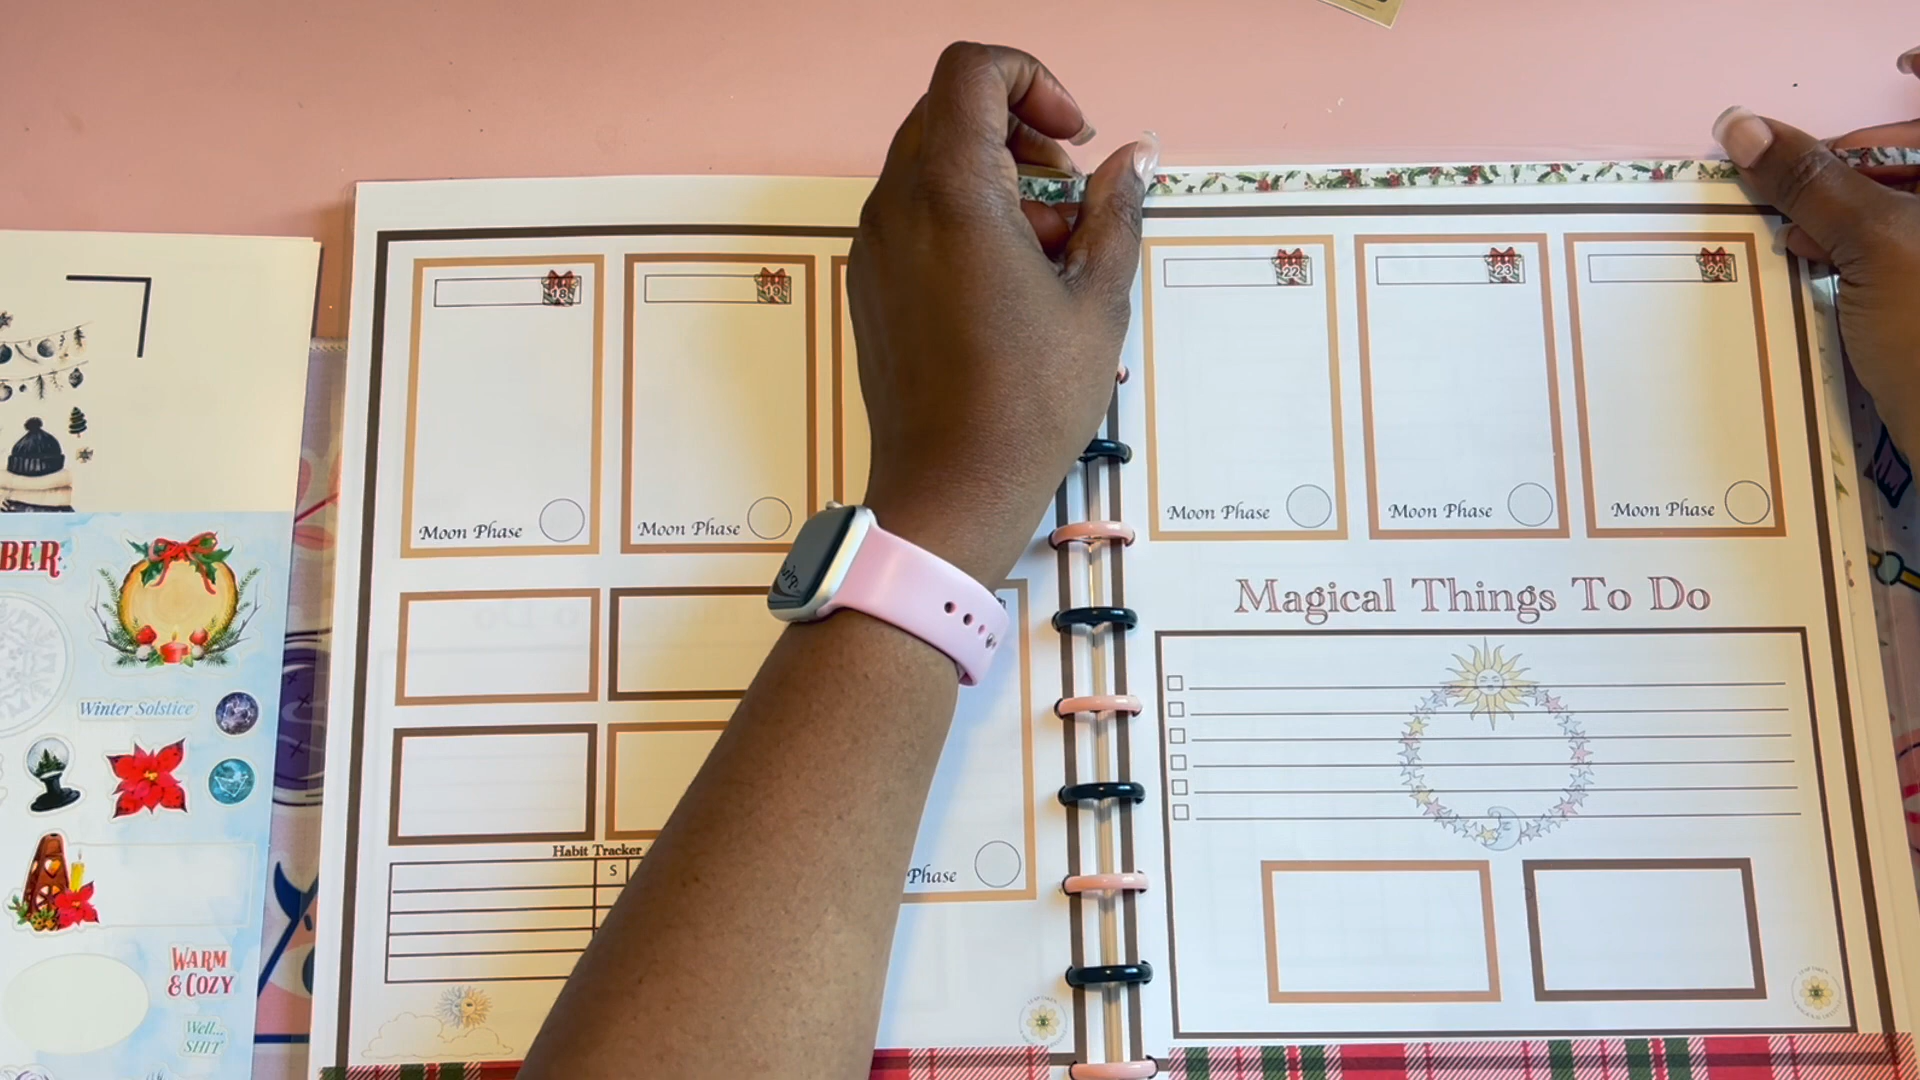 18
19
22
23
24
Moon Phase
Moon Phase
Moon Phase
Moon Phase
Moon Phase
Magical Things To Do
Habit Tracker
S
Phase
BER
Winter Solstice
WARM
& COZY
Well...
SHIT